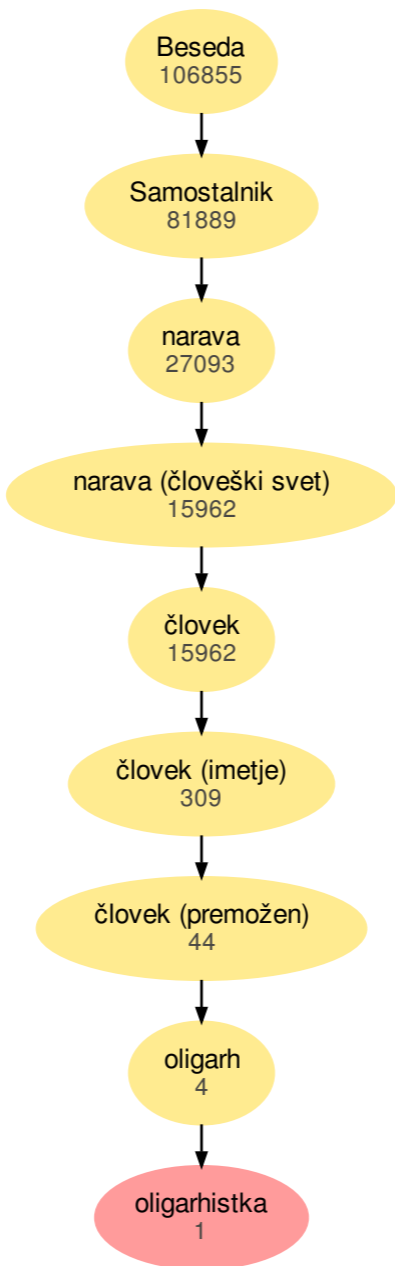 Beseda
106855
Samostalnik
81889
narava
27093
narava (človeški svet)
15962
človek
15962
človek (imetje)
309
človek (premožen)
44
oligarh
4
oligarhistka
1